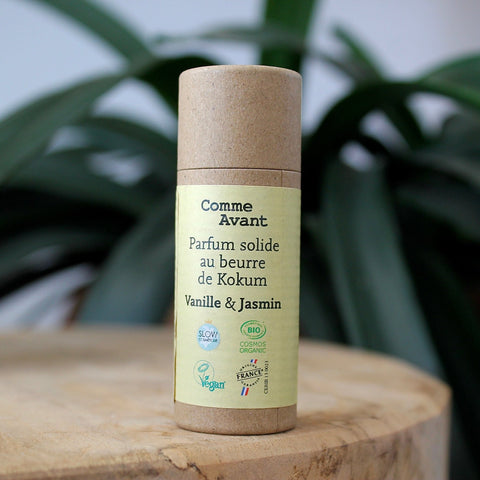 Comme
Avant
Parfum solide
au beurre
de Kokum
Vanille & Jasmin
SLOW
BIO
COSMOS
ORGANIC
Vegan
FRANCE